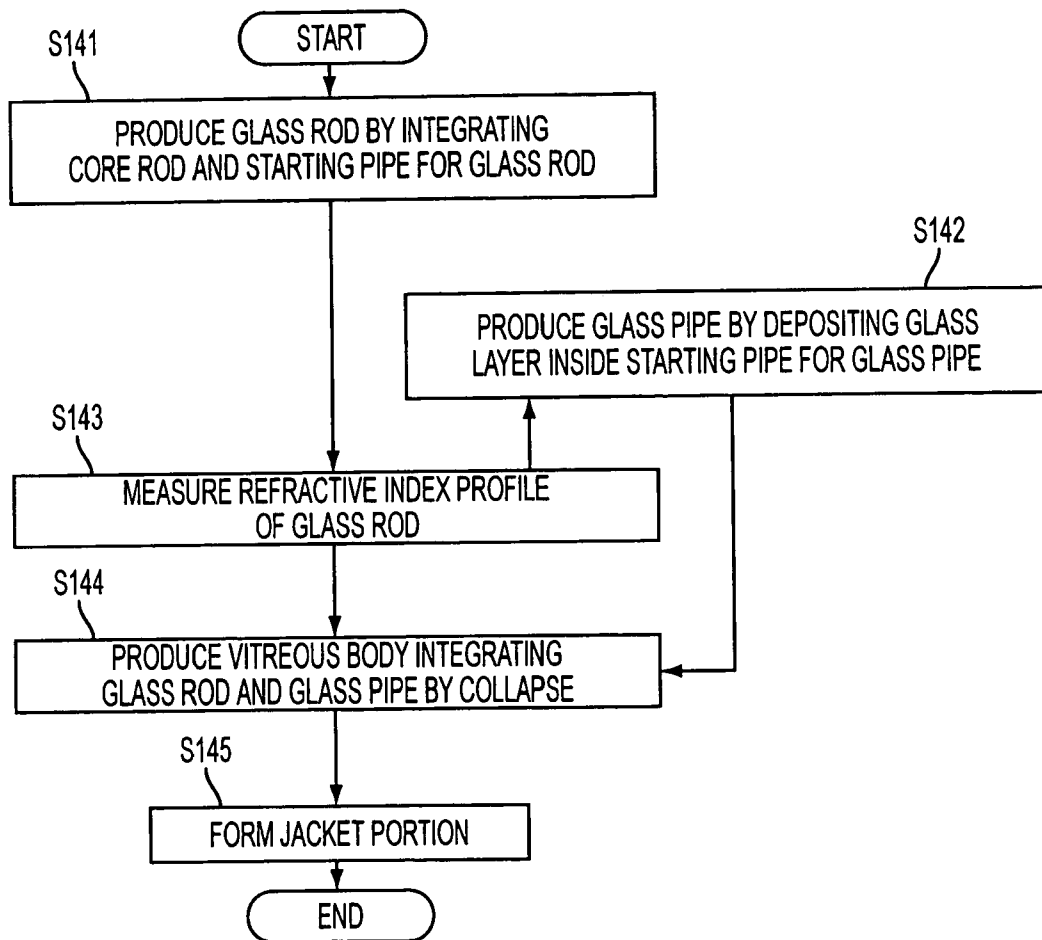 START
S141
PRODUCE GLASS ROD BY INTEGRATING
CORE ROD AND STARTING PIPE FOR GLASS ROD
S142
PRODUCE GLASS PIPE BY DEPOSITING GLASS
LAYER INSIDE STARTING PIPE FOR GLASS PIPE
S143
MEASURE REFRACTIVE INDEX PROFILE
OF GLASS ROD
S144
PRODUCE VITREOUS BODY INTEGRATING
GLASS ROD AND GLASS PIPE BY COLLAPSE
S145
FORM JACKET PORTION
END